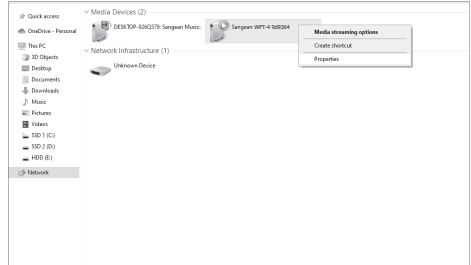 Quick access
OneDrive - Personal
This PC
3D Objects
Desktop
Documents
Downloads
Music
Pictures
Videos
SSD 1 (C:)
SSD 2 (D:)
HDD (E:)
Network
Media Devices (2)
DESKTOP-926Q579: Sangean Music:
Sangean WFT-4 9d9364
Network Infrastructure (1)
Unknown Device
Media streaming options
Create shortcut
Properties